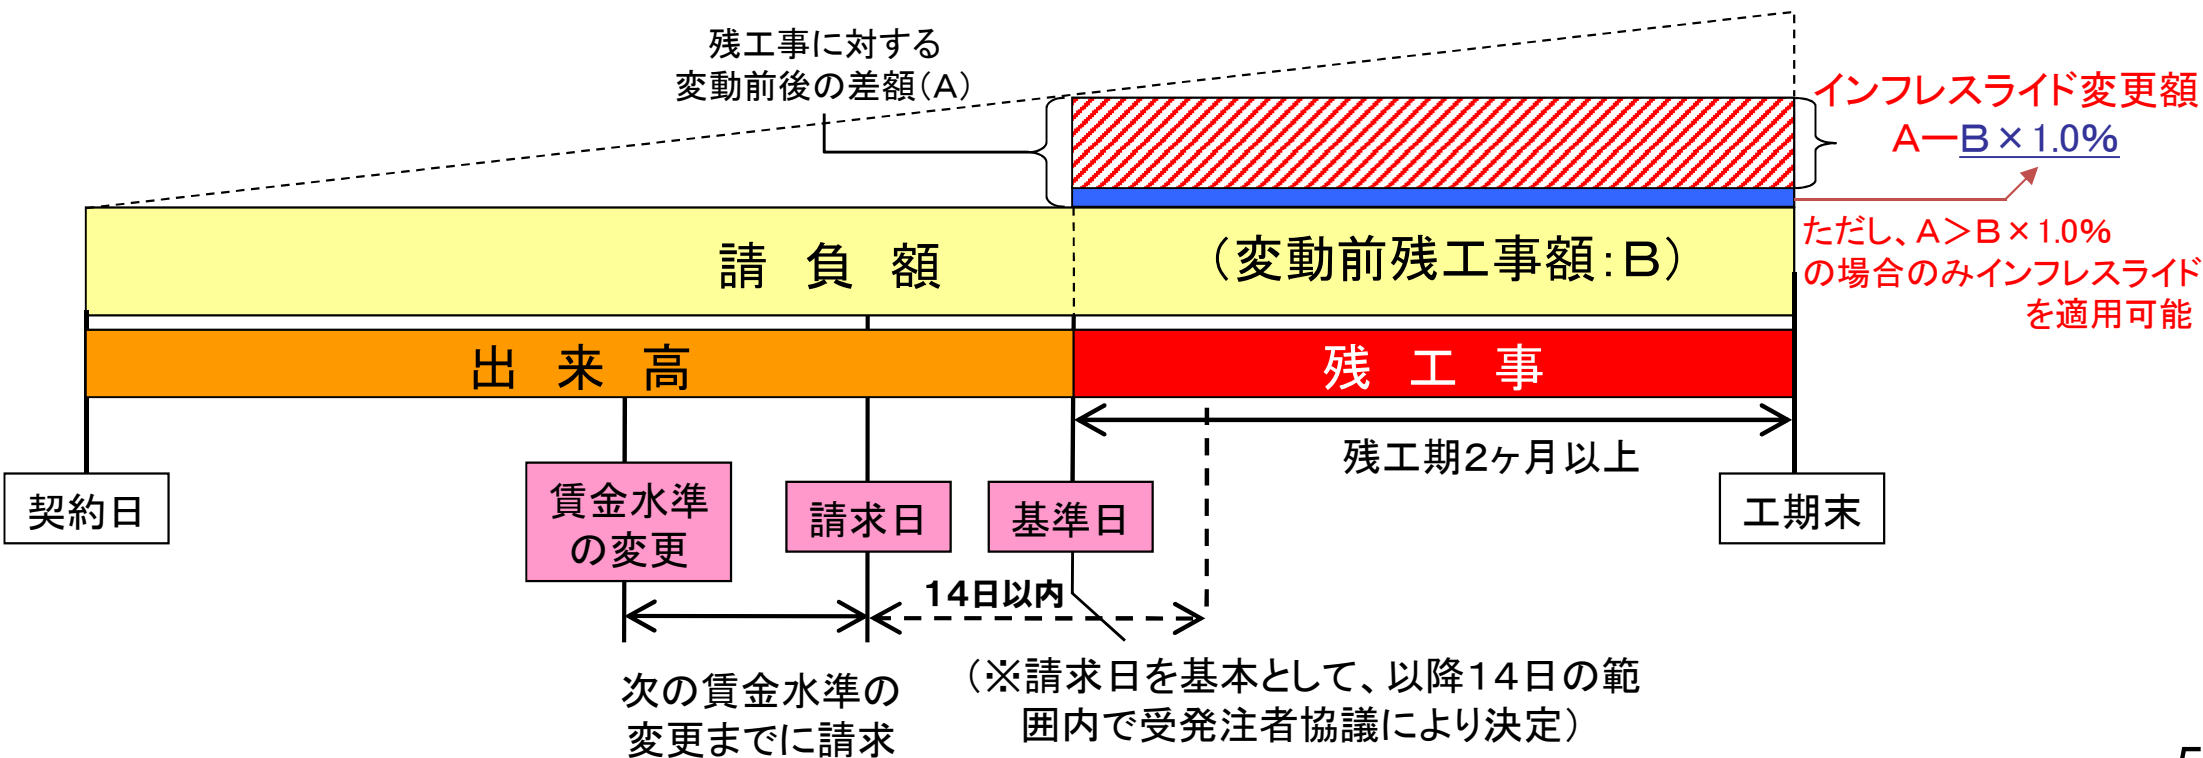 残工事に対する
変動前後の差額(A)
インフレスライド変更額
A－B×1.0%
請負額
(変動前残工事額:B)
ただし、A＞B×1.0%
の場合のみインフレスライド
を適用可能
出来高
残工事
残工期2ヶ月以上
契約日
賃金水準
の変更
請求日
基準日
工期末
14日以内
次の賃金水準の
変更までに請求
(※請求日を基本として、以降14日の範
囲内で受発注者協議により決定)